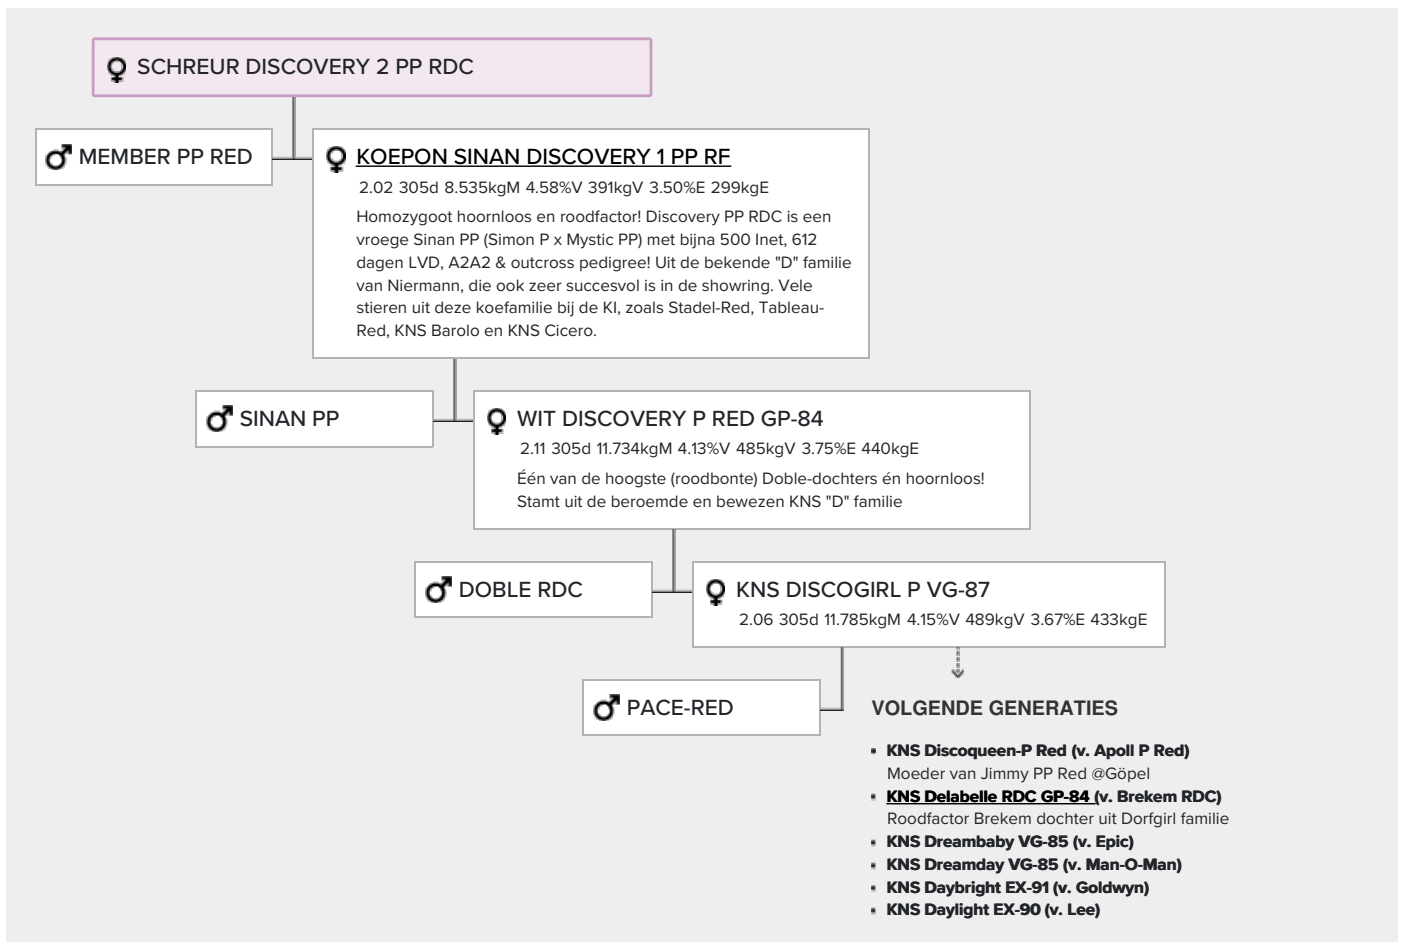 SCHREUR DISCOVERY 2 PP RDC
MEMBER PP RED
KOEPON SINAN DISCOVERY 1 PP RF
2.02 305d 8.535kgM 4.58%V 391kgV 3.50%E 299kgE
Homozygoot hoornloos en roodfactor! Discovery PP RDC is een
vroege Sinan PP (Simon P x Mystic PP) met bijna 500 Inet, 612
dagen LVD, A2A2 & outcross pedigree! Uit de bekende "D" familie
van Niermann, die ook zeer succesvol is in de showring. Vele
stieren uit deze koefamilie bij de KI, zoals Stadel-Red, Tableau-
Red, KNS Barolo en KNS Cicero.
SINAN PP
WIT DISCOVERY P RED GP-84
2.11 305d 11.734kgM 4.13%V 485kgV 3.75%E 440kgE
Één van de hoogste (roodbonte) Doble-dochters én hoornloos!
Stamt uit de beroemde en bewezen KNS "D" familie
DOBLE RDC
KNS DISCOGIRL P VG-87
2.06 305d 11.785kgM 4.15%V 489kgV 3.67%E 433kgE
PACE-RED
VOLGENDE GENERATIES
KNS Discoqueen-P Red (v. Apoll P Red)
Moeder van Jimmy PP Red @Göpel
KNS Delabelle RDC GP-84 (v. Brekem RDC)
Roodfactor Brekem dochter uit Dorfgirl familie
KNS Dreambaby VG-85 (v. Epic)
KNS Dreamday VG-85 (v. Man-O-Man)
KNS Daybright EX-91 (v. Goldwyn)
KNS Daylight EX-90 (v. Lee)